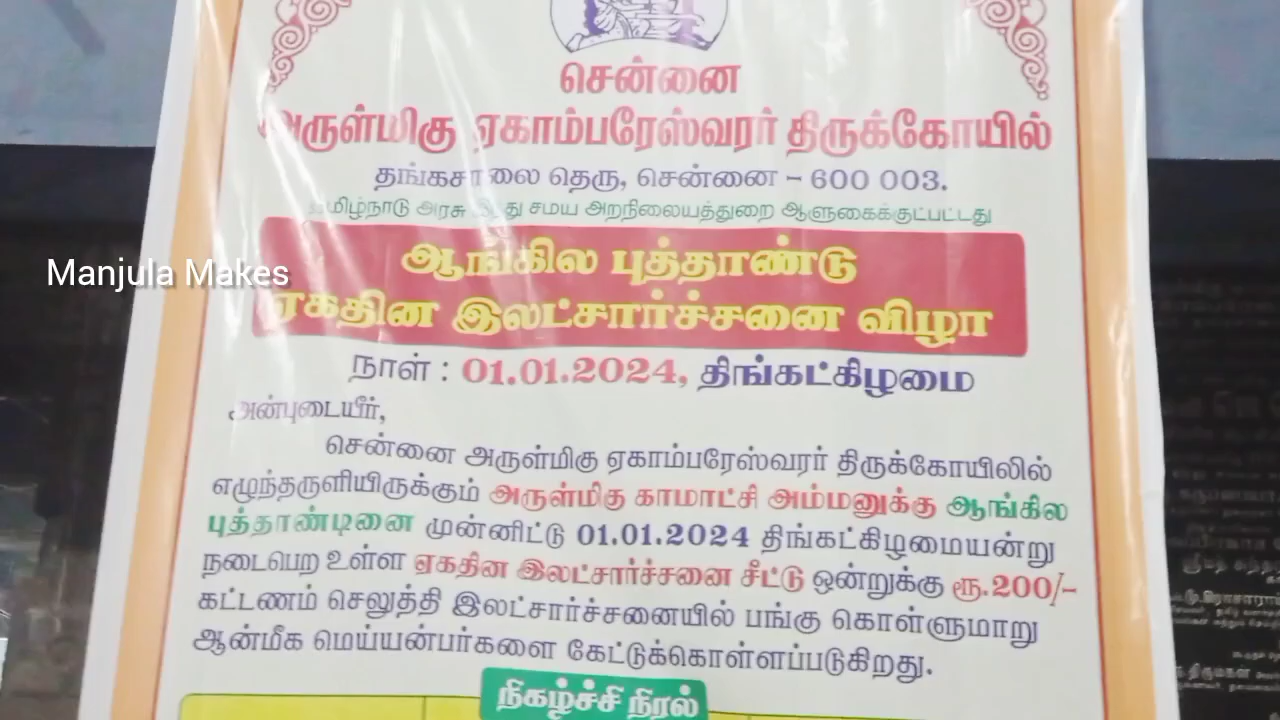 சென்னை
அருள்மிகு ஏகாம்பரேஸ்வரர் திருக்கோயில்
தங்கசாலை தெரு, சென்னை – 600 003.
தமிழ்நாடு அரசு இந்து சமய அறநிலையத்துறை ஆளுகைக்குட்பட்டது
ஆங்கில புத்தாண்டு
ஏகதின இலட்சார்ச்சனை விழா
Manjula Makes
நாள் : 01.01.2024, திங்கட்கிழமை
அன்புடையீர்,
சென்னை அருள்மிகு ஏகாம்பரேஸ்வரர் திருக்கோயிலில்
எழுந்தருளியிருக்கும் அருள்மிகு காமாட்சி அம்மனுக்கு ஆங்கில
புத்தாண்டினை முன்னிட்டு 01.01.2024 திங்கட்கிழமையன்று
நடைபெற உள்ள ஏகதின இலட்சார்ச்சனை சீட்டு ஒன்றுக்கு ரூ.200/-
கட்டணம் செலுத்தி இலட்சார்ச்சனையில் பங்கு கொள்ளுமாறு
ஆன்மீக மெய்யன்பர்களை கேட்டுக்கொள்ளப்படுகிறது.
நிகழ்ச்சி நிரல்